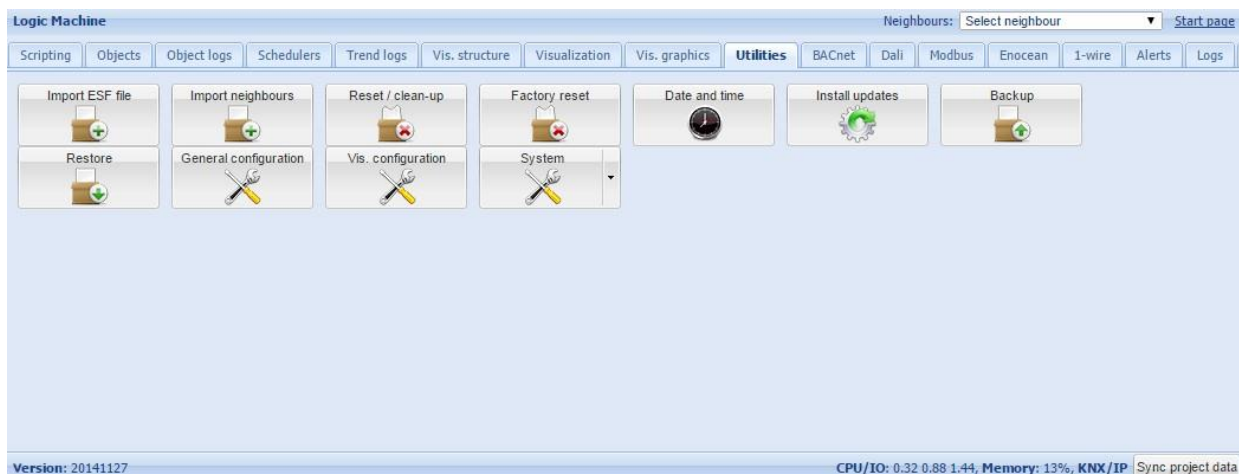 Logic Machine Neighbours: Select neighbour Start page
Scripting Objects Object logs Schedulers Trend logs Vis. structure Visualization Vis. graphics Utilities BACnet Dali Modbus Enocean 1-wire Alerts Logs
Import ESF file Import neighbours Reset / clean-up Factory reset Date and time Install updates Backup
Restore General configuration Vis. configuration System
Version: 20141127 CPU/IO: 0.32 0.88 1.44, Memory: 13%, KNX/IP Sync project data